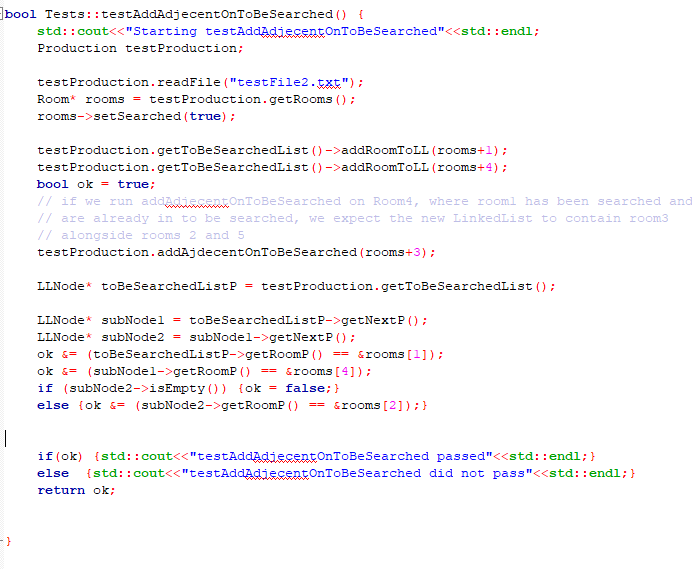 bool Tests::testAddAdjecentOnToBeSearched() {
std::cout<<"Starting testAddAdjecentOnToBeSearched"<<std::endl;
Production testProduction;
testProduction.readFile("testFile2.txt");
Room* rooms = testProduction.getRooms();
rooms->setSearched(true);
testProduction.getToBeSearchedList()->addRoomToLL(rooms+1);
testProduction.getToBeSearchedList()->addRoomToLL(rooms+4);
bool ok = true;
// if we run addAdjecentOnToBeSearched on Room4, where room1 has been searched and
// are already in to be searched, we expect the new LinkedList to contain room3
// alongside rooms 2 and 5
testProduction.addAjdecentOnToBeSearched(rooms+3);
LLNode* toBeSearchedListP = testProduction.getToBeSearchedList();
LLNode* subNode1 = toBeSearchedListP->getNextP();
LLNode* subNode2 = subNode1->getNextP();
ok &= (toBeSearchedListP->getRoomP() == &rooms[1]);
ok &= (subNode1->getRoomP() == &rooms[4]);
if (subNode2->isEmpty()) {ok = false;}
else {ok &= (subNode2->getRoomP() == &rooms[2]);}
if(ok) {std::cout<<"testAddAdjecentOnToBeSearched passed"<<std::endl;}
else  {std::cout<<"testAddAdjecentOnToBeSearched did not pass"<<std::endl;}
return ok;
}